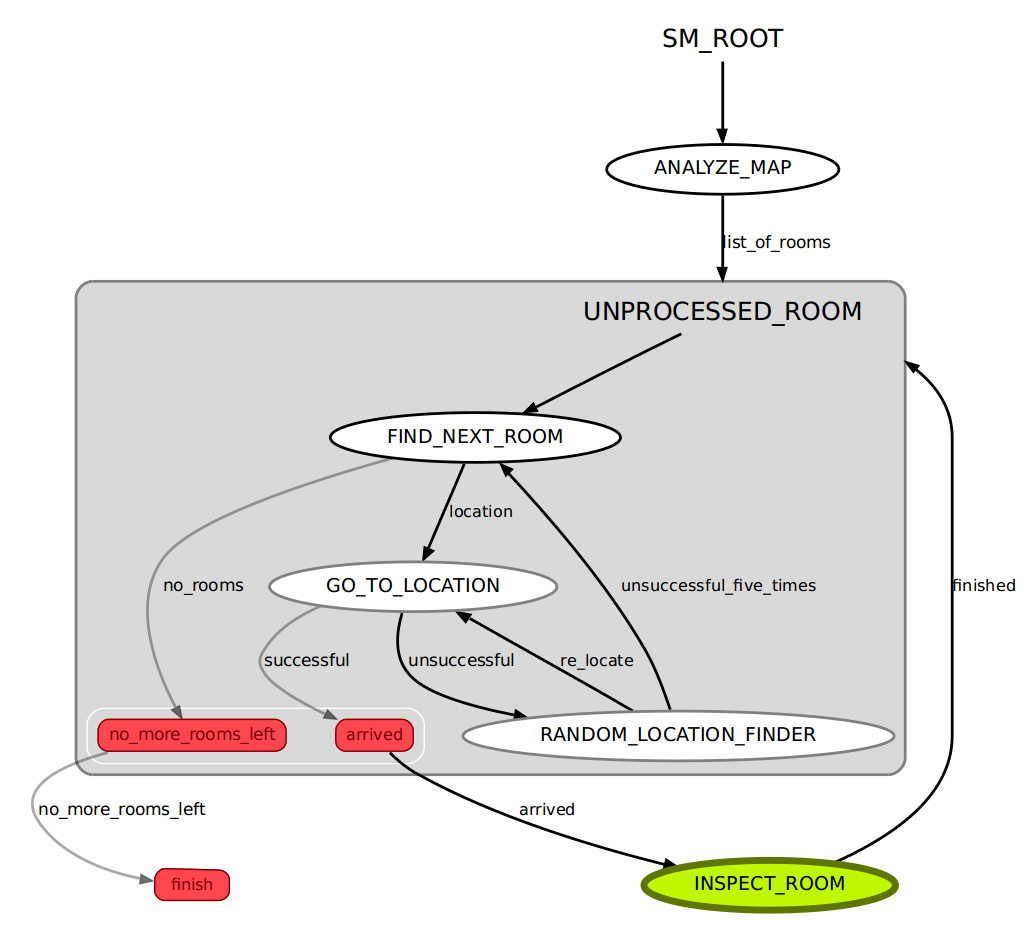 SM_ROOT
ANALYZE_MAP
list_of_rooms
UNPROCESSED_ROOM
FIND_NEXT_ROOM
location
no_rooms
GO_TO_LOCATION
unsuccessful_five_times
finished
successful
unsuccessful
re_locate
no_more_rooms_left
arrived
RANDOM_LOCATION_FINDER
no_more_rooms_left
arrived
finish
INSPECT_ROOM